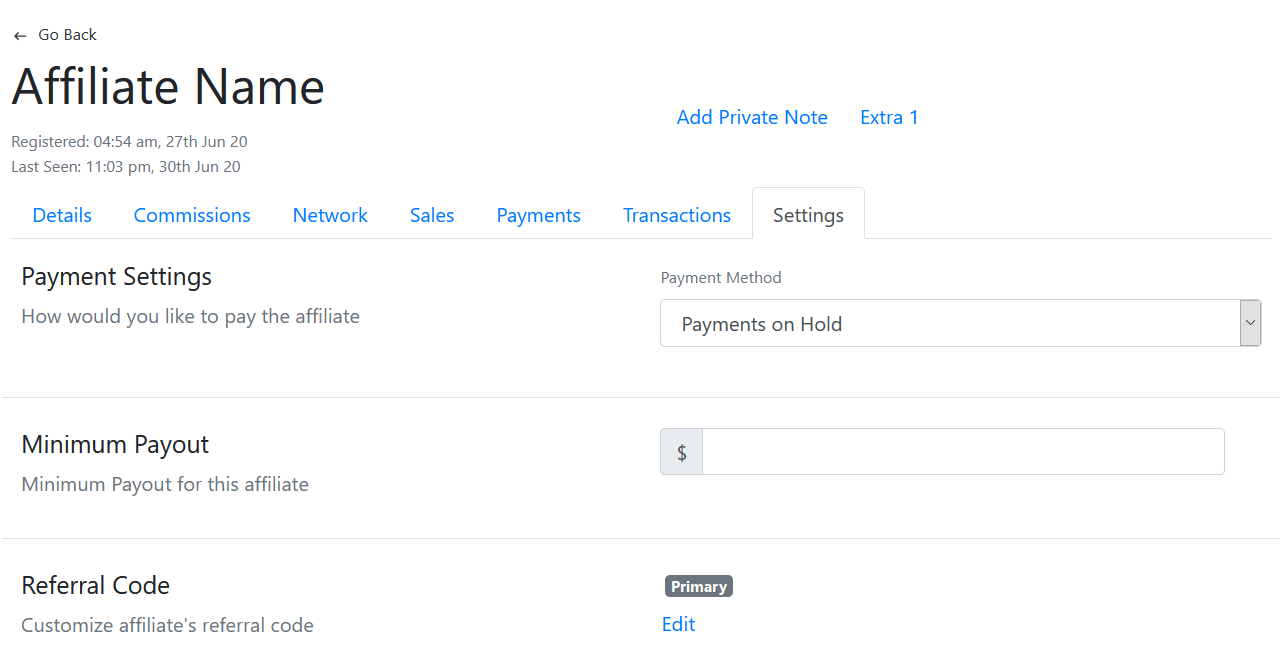 ← Go Back
Affiliate Name
Add Private Note Extra 1
Registered: 04:54 am, 27th Jun 20
Last Seen: 11:03 pm, 30th Jun 20
Details Commissions Network Sales Payments Transactions Settings
Payment Settings
How would you like to pay the affiliate
Payment Method
Payments on Hold
Minimum Payout
Minimum Payout for this affiliate
$
Referral Code
Customize affiliate's referral code
Primary
Edit